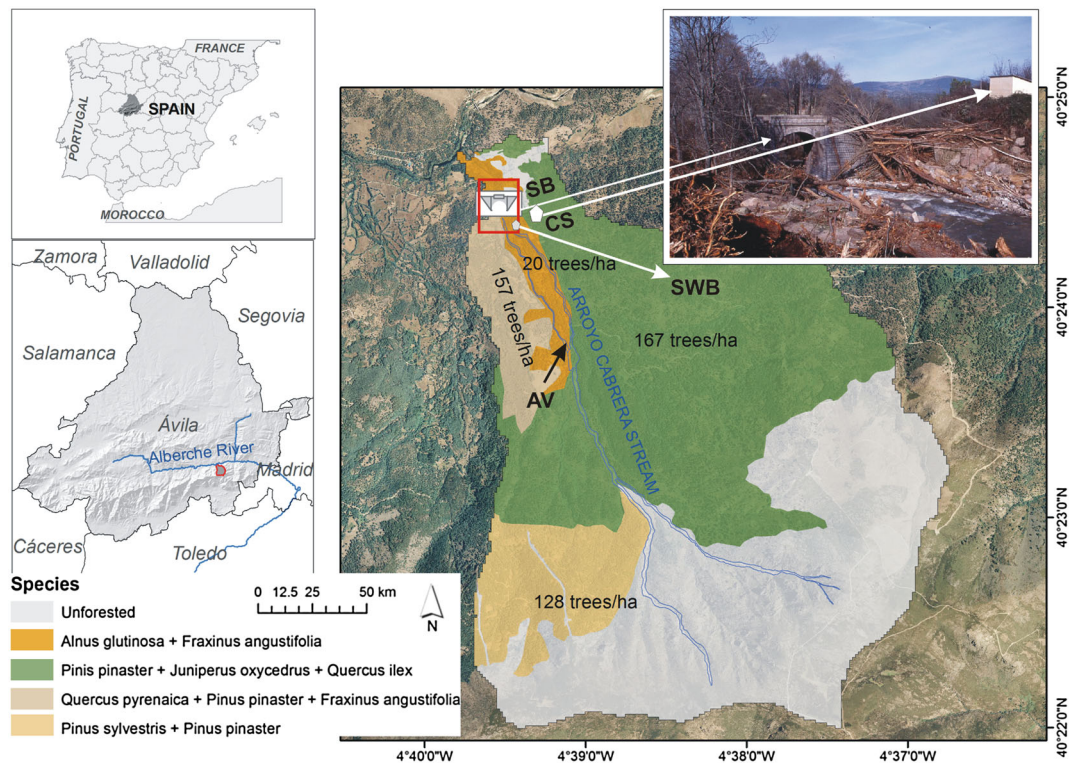 FRANCE
SPAIN
PORTUGAL
MOROCCO
Zamora
Valladolid
Segovia
Salamanca
Ávila
Alberche River
Madrid
Cáceres
Toledo
Species
0 12.5 25 50 km
N
Unforested
Alnus glutinosa + Fraxinus angustifolia
Pinis pinaster + Juniperus oxycedrus + Quercus ilex
Quercus pyrenaica + Pinus pinaster + Fraxinus angustifolia
Pinus sylvestris + Pinus pinaster
SB
CS
20 trees/ha
SWB
157 trees/ha
ARROYO CABRERA STREAM
167 trees/ha
AV
128 trees/ha
40°25'0"N
40°24'0"N
40°23'0"N
40°22'0"N
4°40'0"W
4°39'0"W
4°38'0"W
4°37'0"W